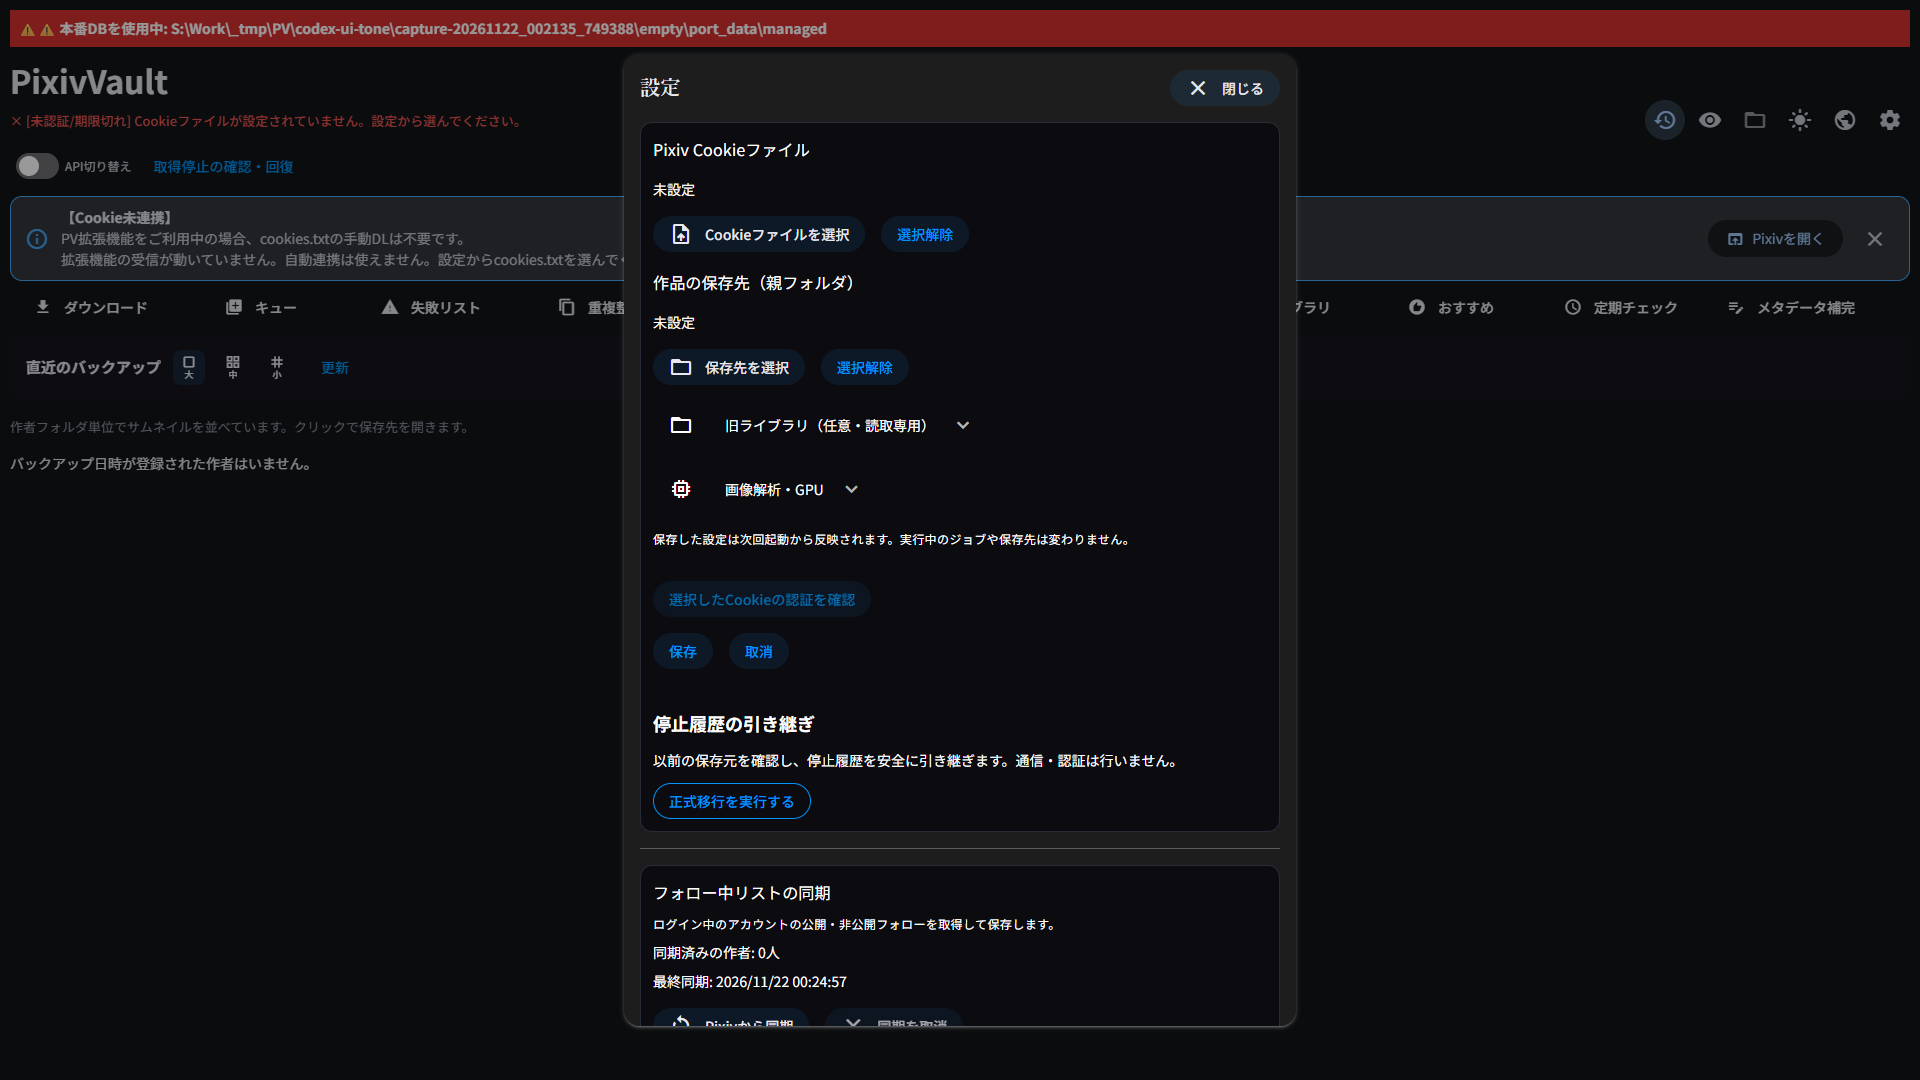 本番DBを使用中: S:\Work\_tmp\PV\codex-ui-tone\capture-20261122_002135_749388\empty\port_data\managed
PixivVault
× [未認証/期限切れ] Cookieファイルが設定されていません。設定から選んでください。
API切り替え
取得停止の確認・回復
【Cookie未連携】
PV拡張機能をご利用中の場合、cookies.txtの手動DLは不要です。
拡張機能の受信が動いていません。自動連携は使えません。設定からcookies.txtを選んで
Pixivを開く
ダウンロード
キュー
失敗リスト
重複整
ブラリ
おすすめ
定期チェック
メタデータ補完
直近のバックアップ
大
中
小
更新
作者フォルダ単位でサムネイルを並べています。クリックで保存先を開きます。
バックアップ日時が登録された作者はいません。
設定
閉じる
Pixiv Cookieファイル
未設定
Cookieファイルを選択
選択解除
作品の保存先（親フォルダ）
未設定
保存先を選択
選択解除
旧ライブラリ（任意・読取専用）
画像解析・GPU
保存した設定は次回起動から反映されます。実行中のジョブや保存先は変わりません。
選択したCookieの認証を確認
保存
取消
停止履歴の引き継ぎ
以前の保存元を確認し、停止履歴を安全に引き継ぎます。通信・認証は行いません。
正式移行を実行する
フォロー中リストの同期
ログイン中のアカウントの公開・非公開フォローを取得して保存します。
同期済みの作者: 0人
最終同期: 2026/11/22 00:24:57
Pixivから同期
同期を取消